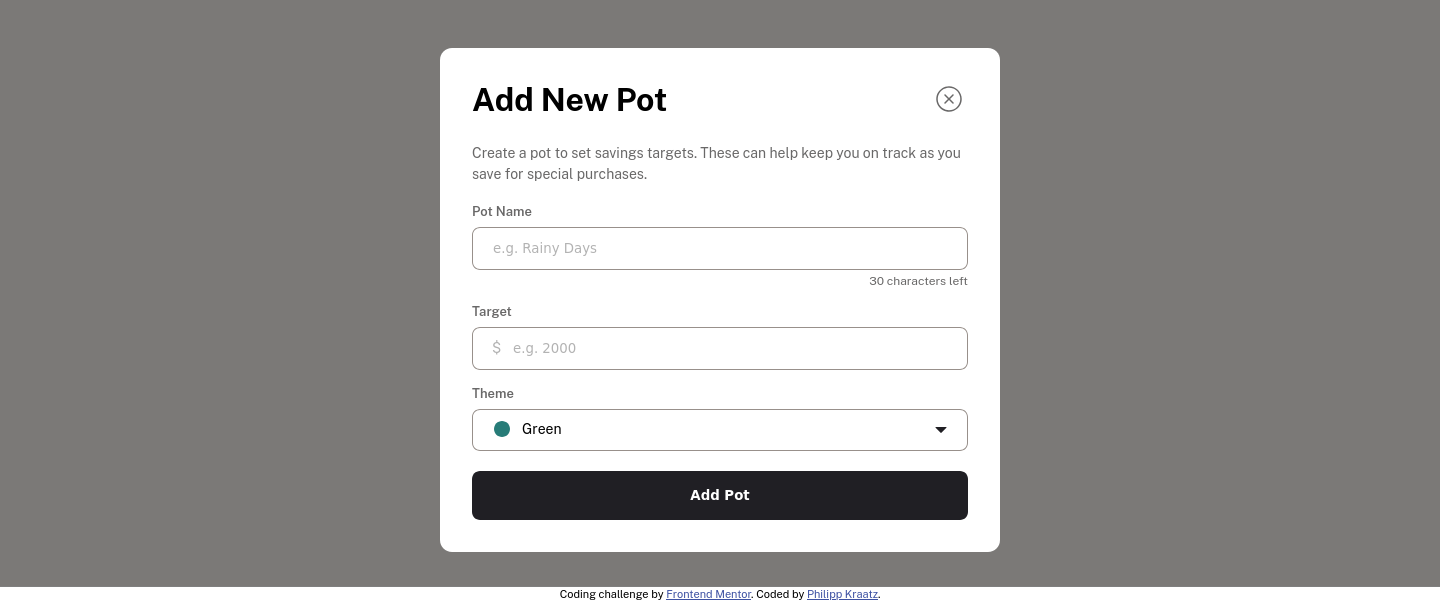 Add New Pot
Create a pot to set savings targets. These can help keep you on track as you
save for special purchases.
Pot Name
e.g. Rainy Days
30 characters left
Target
$ e.g. 2000
Theme
Green
Add Pot
Coding challenge by Frontend Mentor. Coded by Philipp Kraatz.